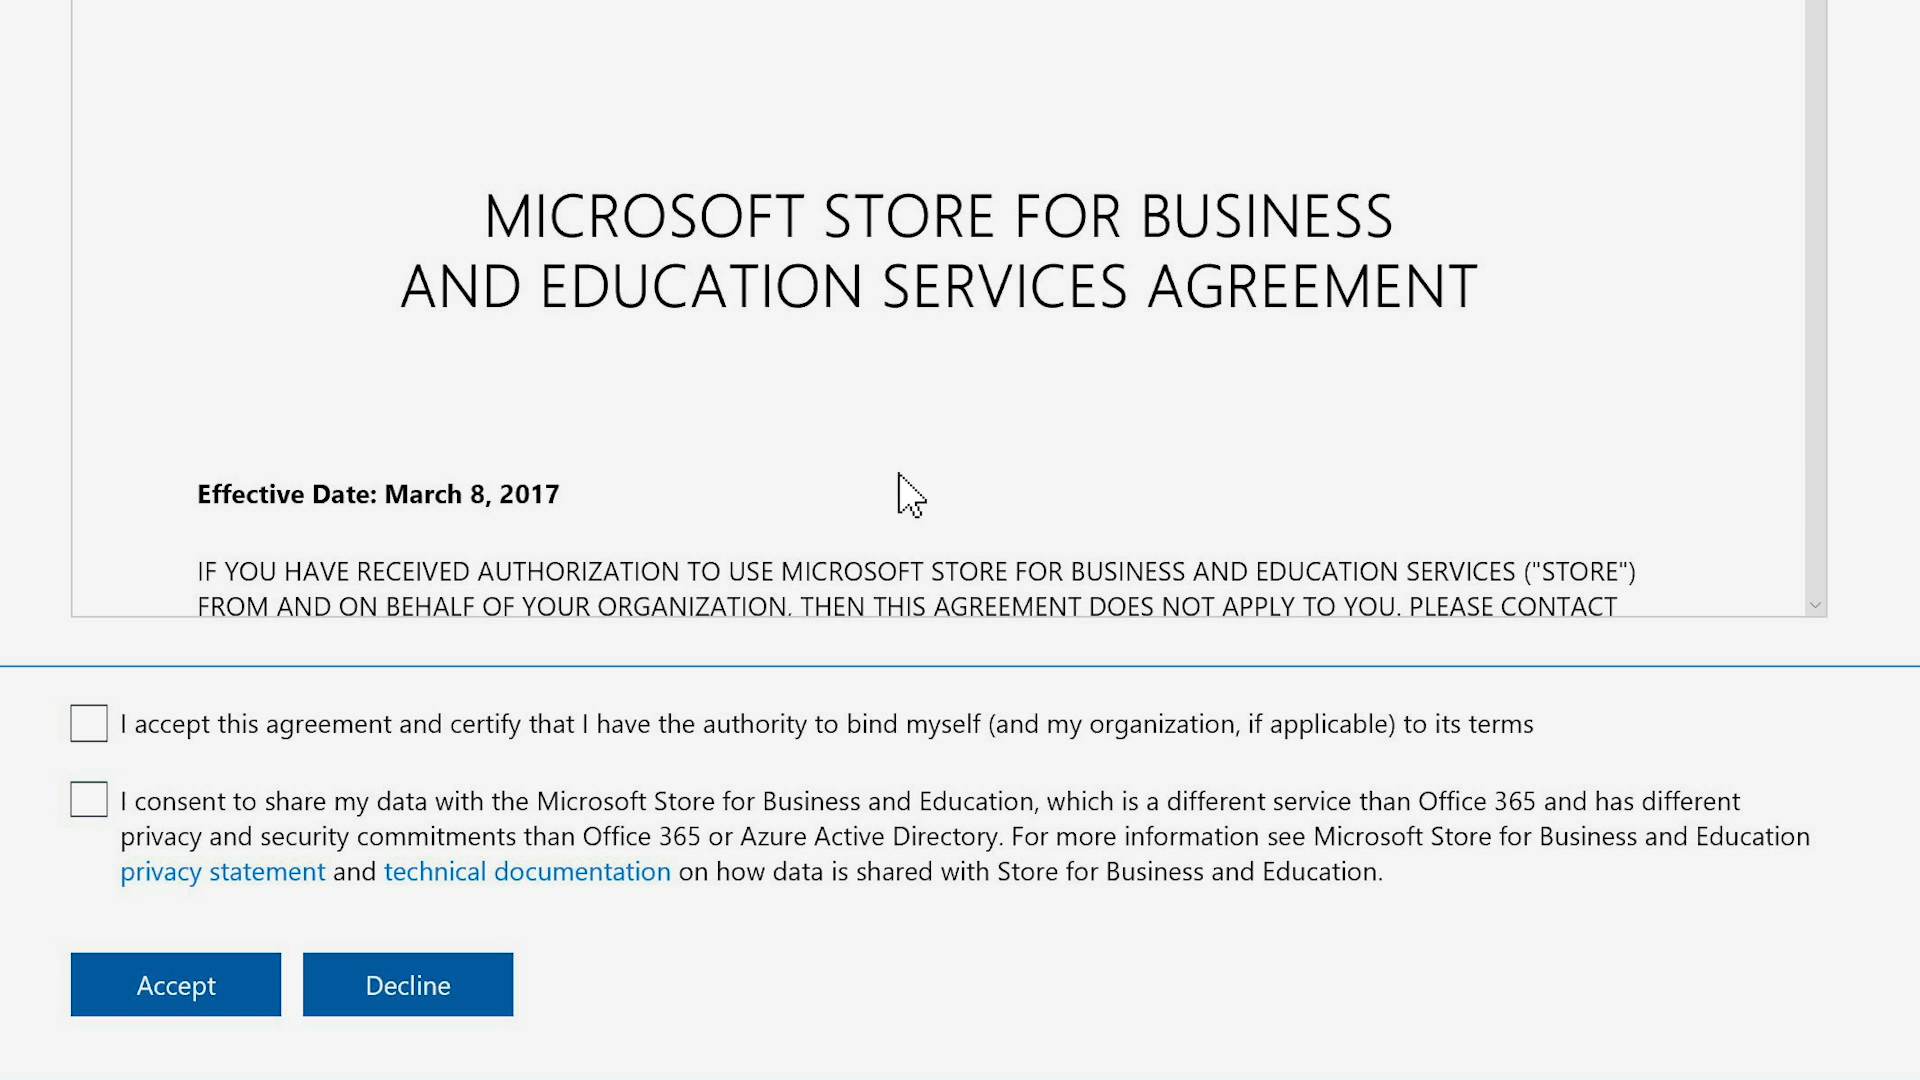 MICROSOFT STORE FOR BUSINESS
AND EDUCATION SERVICES AGREEMENT
Effective Date: March 8, 2017
IF YOU HAVE RECEIVED AUTHORIZATION TO USE MICROSOFT STORE FOR BUSINESS AND EDUCATION SERVICES ("STORE")
FROM AND ON BEHALF OF YOUR ORGANIZATION, THEN THIS AGREEMENT DOES NOT APPLY TO YOU. PLEASE CONTACT
I accept this agreement and certify that I have the authority to bind myself (and my organization, if applicable) to its terms
I consent to share my data with the Microsoft Store for Business and Education, which is a different service than Office 365 and has different
privacy and security commitments than Office 365 or Azure Active Directory. For more information see Microsoft Store for Business and Education
privacy statement and technical documentation on how data is shared with Store for Business and Education.
Accept
Decline